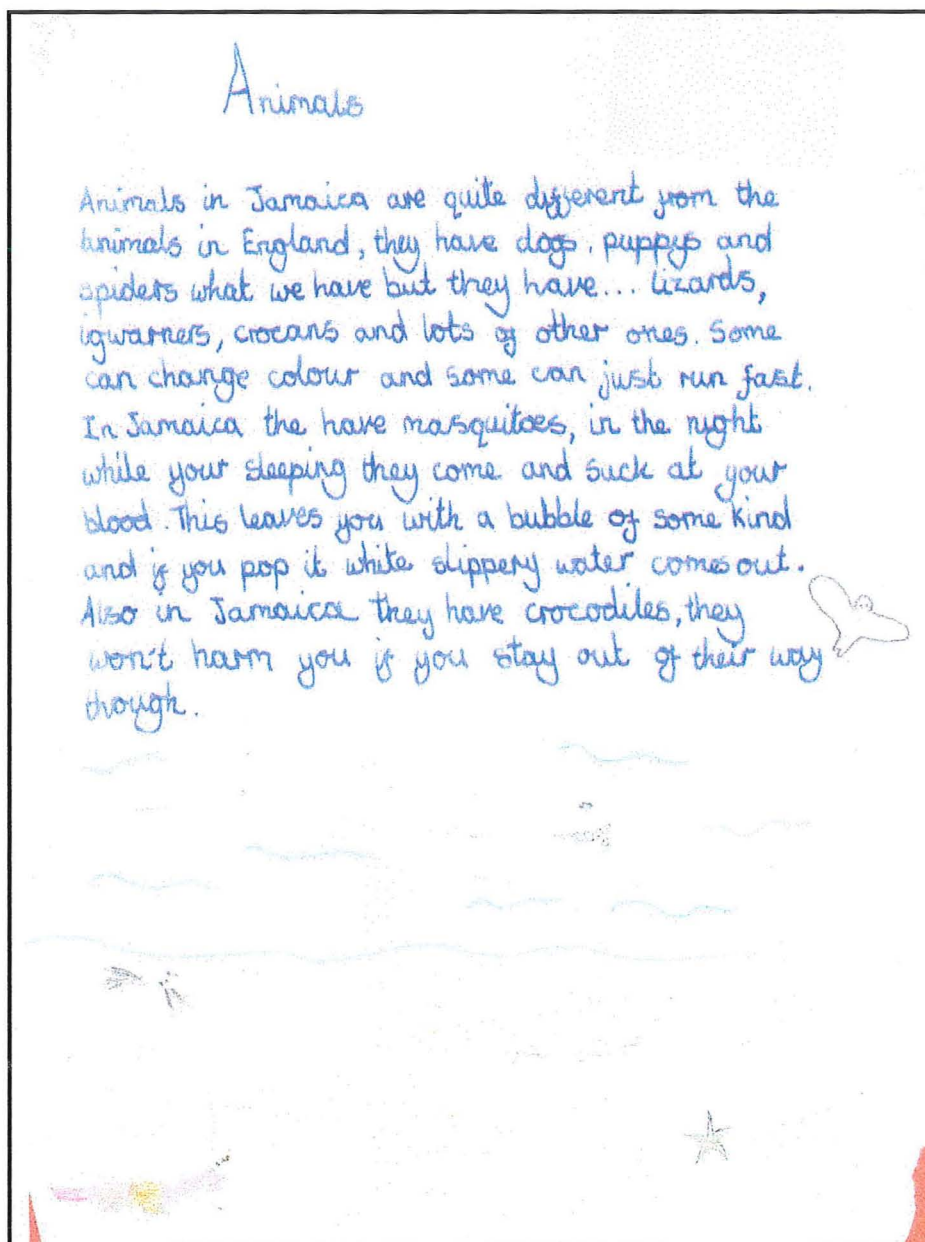 Animals
Animals in Jamaica are quite different from the
animals in England, they have dogs, puppys and
spiders what we have but they have... lizards,
igwarners, crocans and lots of other ones. Some
can change colour and some can just run fast.
In Jamaica the have masquitoes, in the night
while your sleeping they come and suck at your
blood. This leaves you with a bubble of some kind
and if you pop it white slippery water comes out.
Also in Jamaica they have crocodiles, they
won't harm you if you stay out of their way
though.